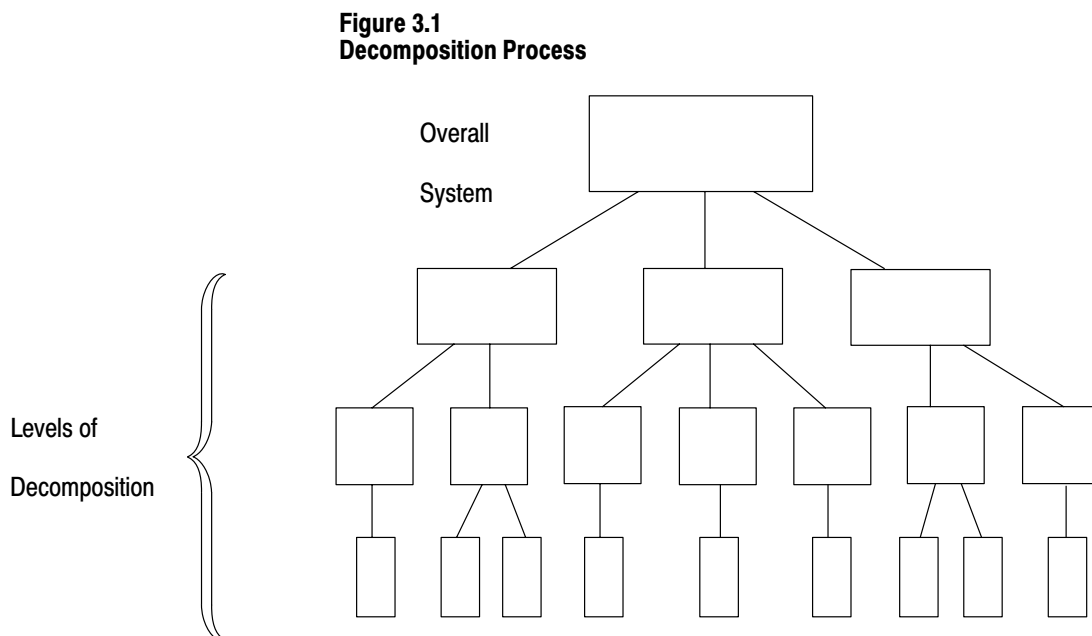 Figure 3.1
Decomposition Process
Overall
System
Levels of
Decomposition